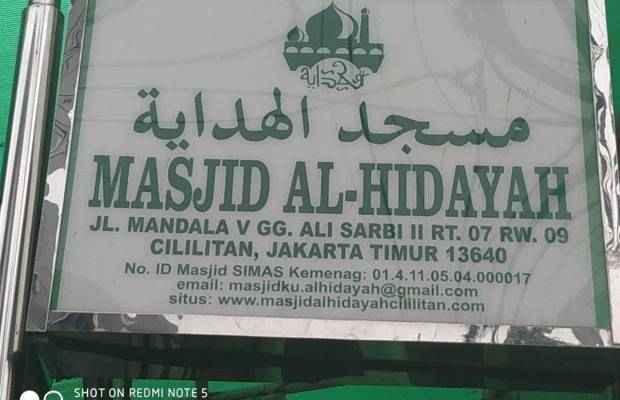 مسجد الهداية
MASJID AL-HIDAYAH
JL. MANDALA V GG. ALI SARBI II RT. 07 RW. 09
CILILITAN, JAKARTA TIMUR 13640
No. ID Masjid SIMAS Kemenag: 01.4.11.05.04.000017
email: masjidku.alhidayah@gmail.com
situs: www.masjidalhidayahcililitan.com
SHOT ON REDMI NOTE 5